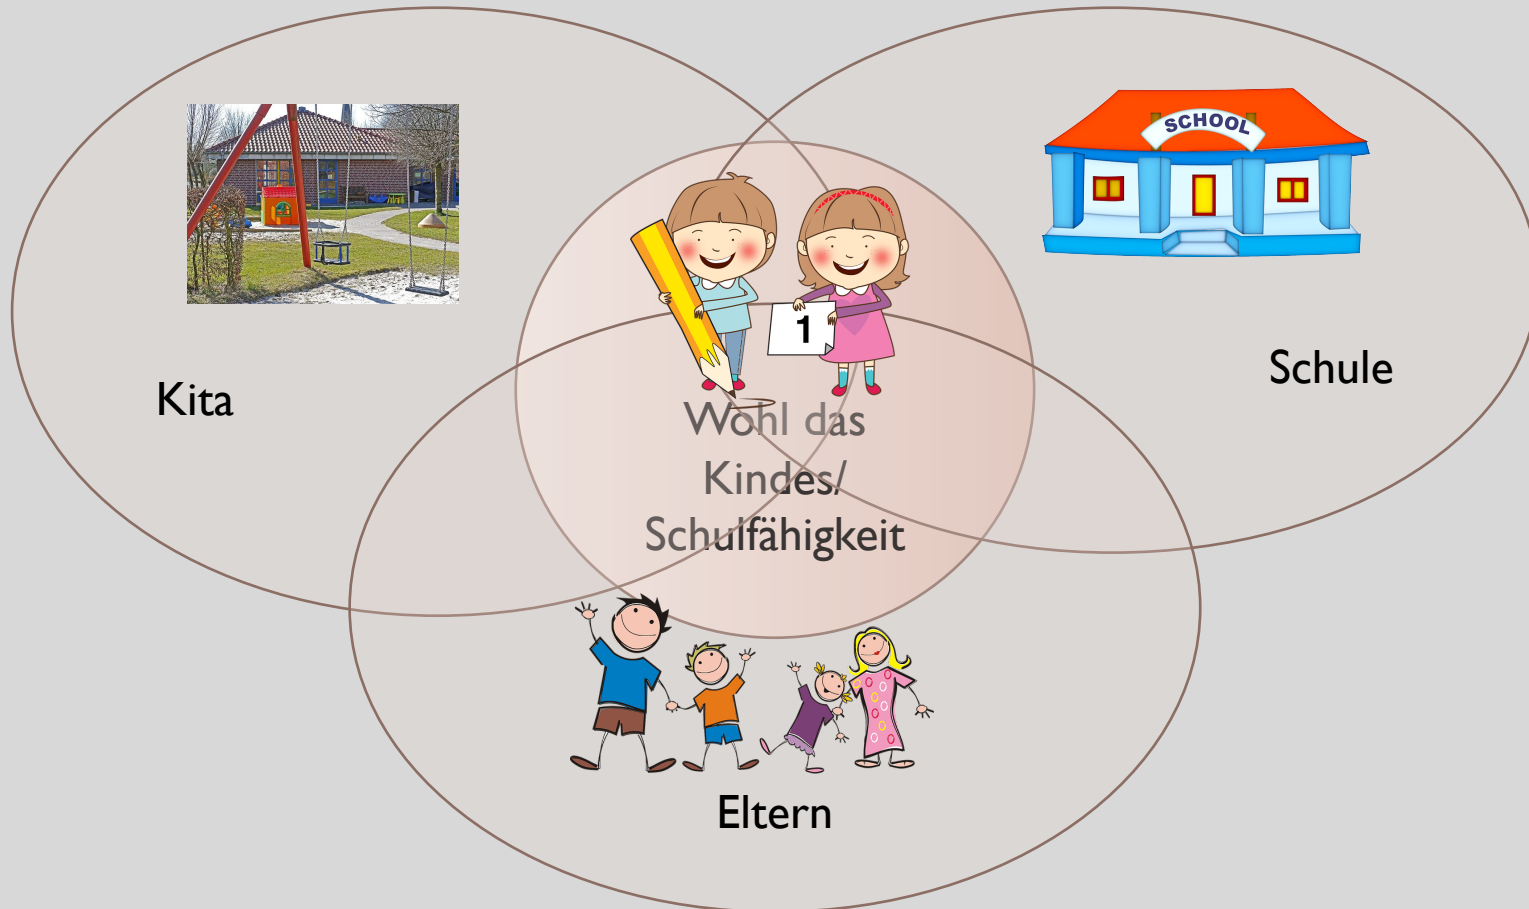 SCHOOL
1
Kita
Schule
Wohl das
Kindes/
Schulfähigkeit
Eltern